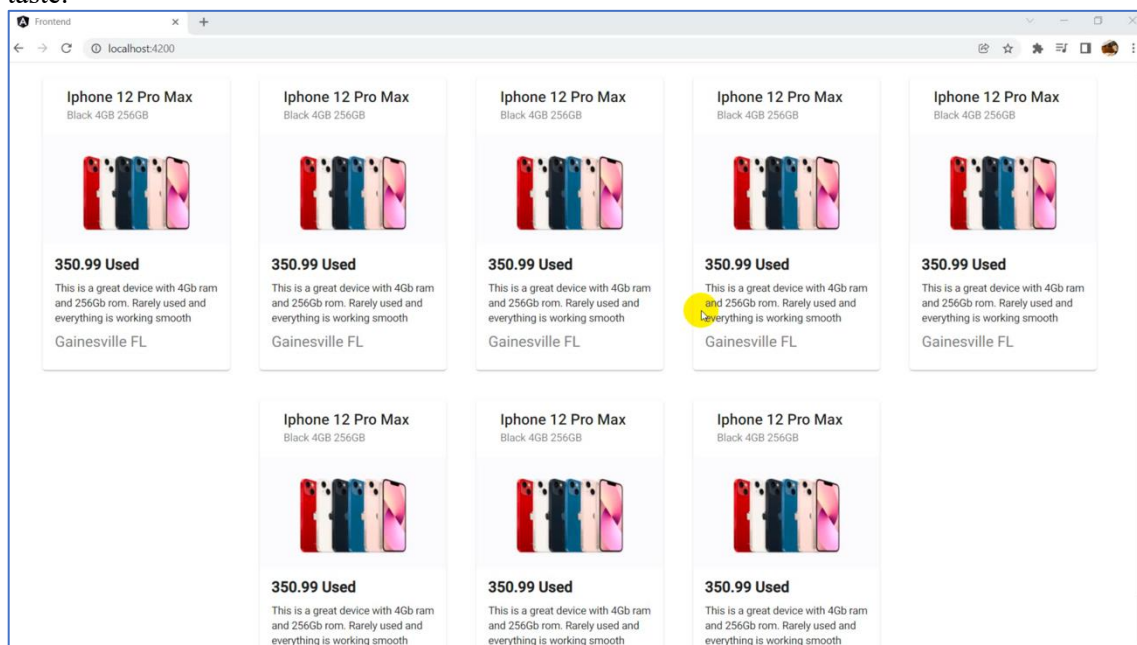 taste.
Frontend
localhost:4200
Iphone 12 Pro Max
Black 4GB 256GB
350.99 Used
This is a great device with 4Gb ram
and 256Gb rom. Rarely used and
everything is working smooth
Gainesville FL
Iphone 12 Pro Max
Black 4GB 256GB
350.99 Used
This is a great device with 4Gb ram
and 256Gb rom. Rarely used and
everything is working smooth
Gainesville FL
Iphone 12 Pro Max
Black 4GB 256GB
350.99 Used
This is a great device with 4Gb ram
and 256Gb rom. Rarely used and
everything is working smooth
Gainesville FL
Iphone 12 Pro Max
Black 4GB 256GB
350.99 Used
This is a great device with 4Gb ram
and 256Gb rom. Rarely used and
everything is working smooth
Gainesville FL
Iphone 12 Pro Max
Black 4GB 256GB
350.99 Used
This is a great device with 4Gb ram
and 256Gb rom. Rarely used and
everything is working smooth
Gainesville FL
Iphone 12 Pro Max
Black 4GB 256GB
350.99 Used
This is a great device with 4Gb ram
and 256Gb rom. Rarely used and
everything is working smooth
Iphone 12 Pro Max
Black 4GB 256GB
350.99 Used
This is a great device with 4Gb ram
and 256Gb rom. Rarely used and
everything is working smooth
Iphone 12 Pro Max
Black 4GB 256GB
350.99 Used
This is a great device with 4Gb ram
and 256Gb rom. Rarely used and
everything is working smooth